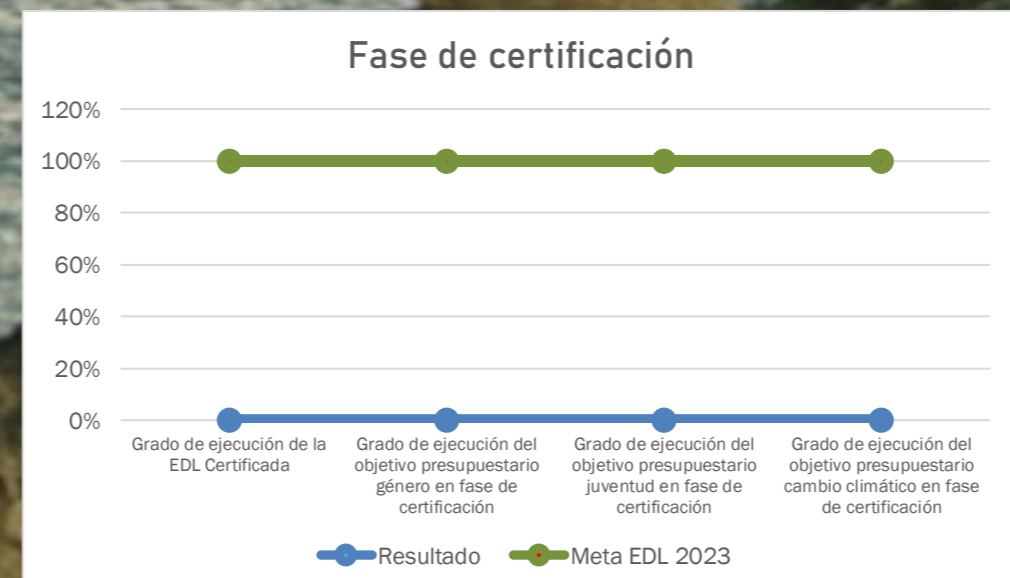 Fase de certificación
120%
100%
80%
60%
40%
20%
0%
Grado de ejecución de la
EDL Certificada
Grado de ejecución del
objetivo presupuestario
género en fase de
certificación
Grado de ejecución del
objetivo presupuestario
juventud en fase de
certificación
Grado de ejecución del
objetivo presupuestario
cambio climático en fase
de certificación
Resultado
Meta EDL 2023